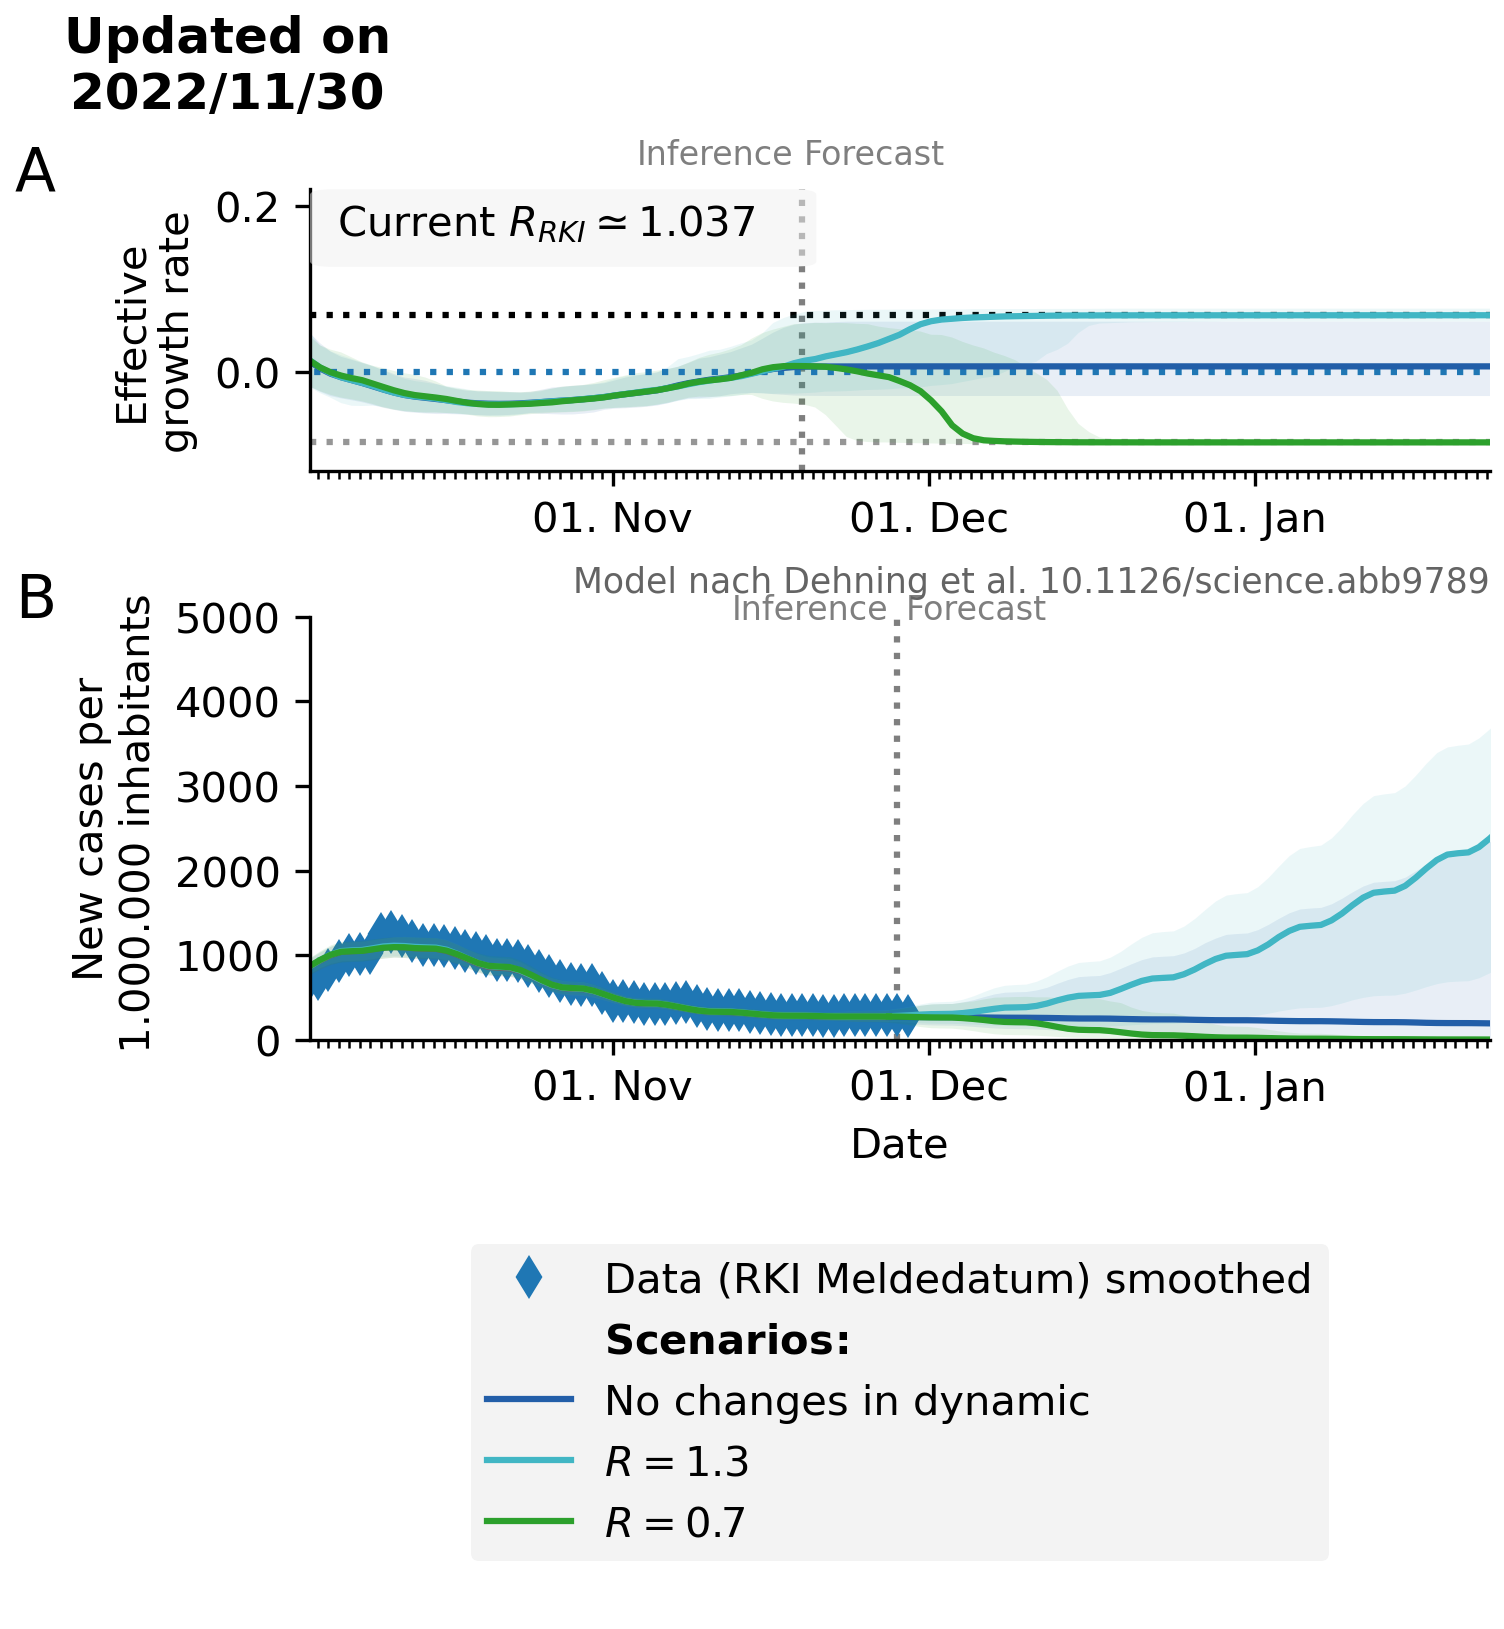 Updated on
2022/11/30
A
Inference Forecast
Current R_RKI ≃ 1.037
Effective
growth rate
0.2
0.0
01. Nov
01. Dec
01. Jan
B
Model nach Dehning et al. 10.1126/science.abb9789
Inference Forecast
New cases per
1.000.000 inhabitants
5000
4000
3000
2000
1000
0
01. Nov
01. Dec
01. Jan
Date
Data (RKI Meldedatum) smoothed
Scenarios:
No changes in dynamic
R = 1.3
R = 0.7